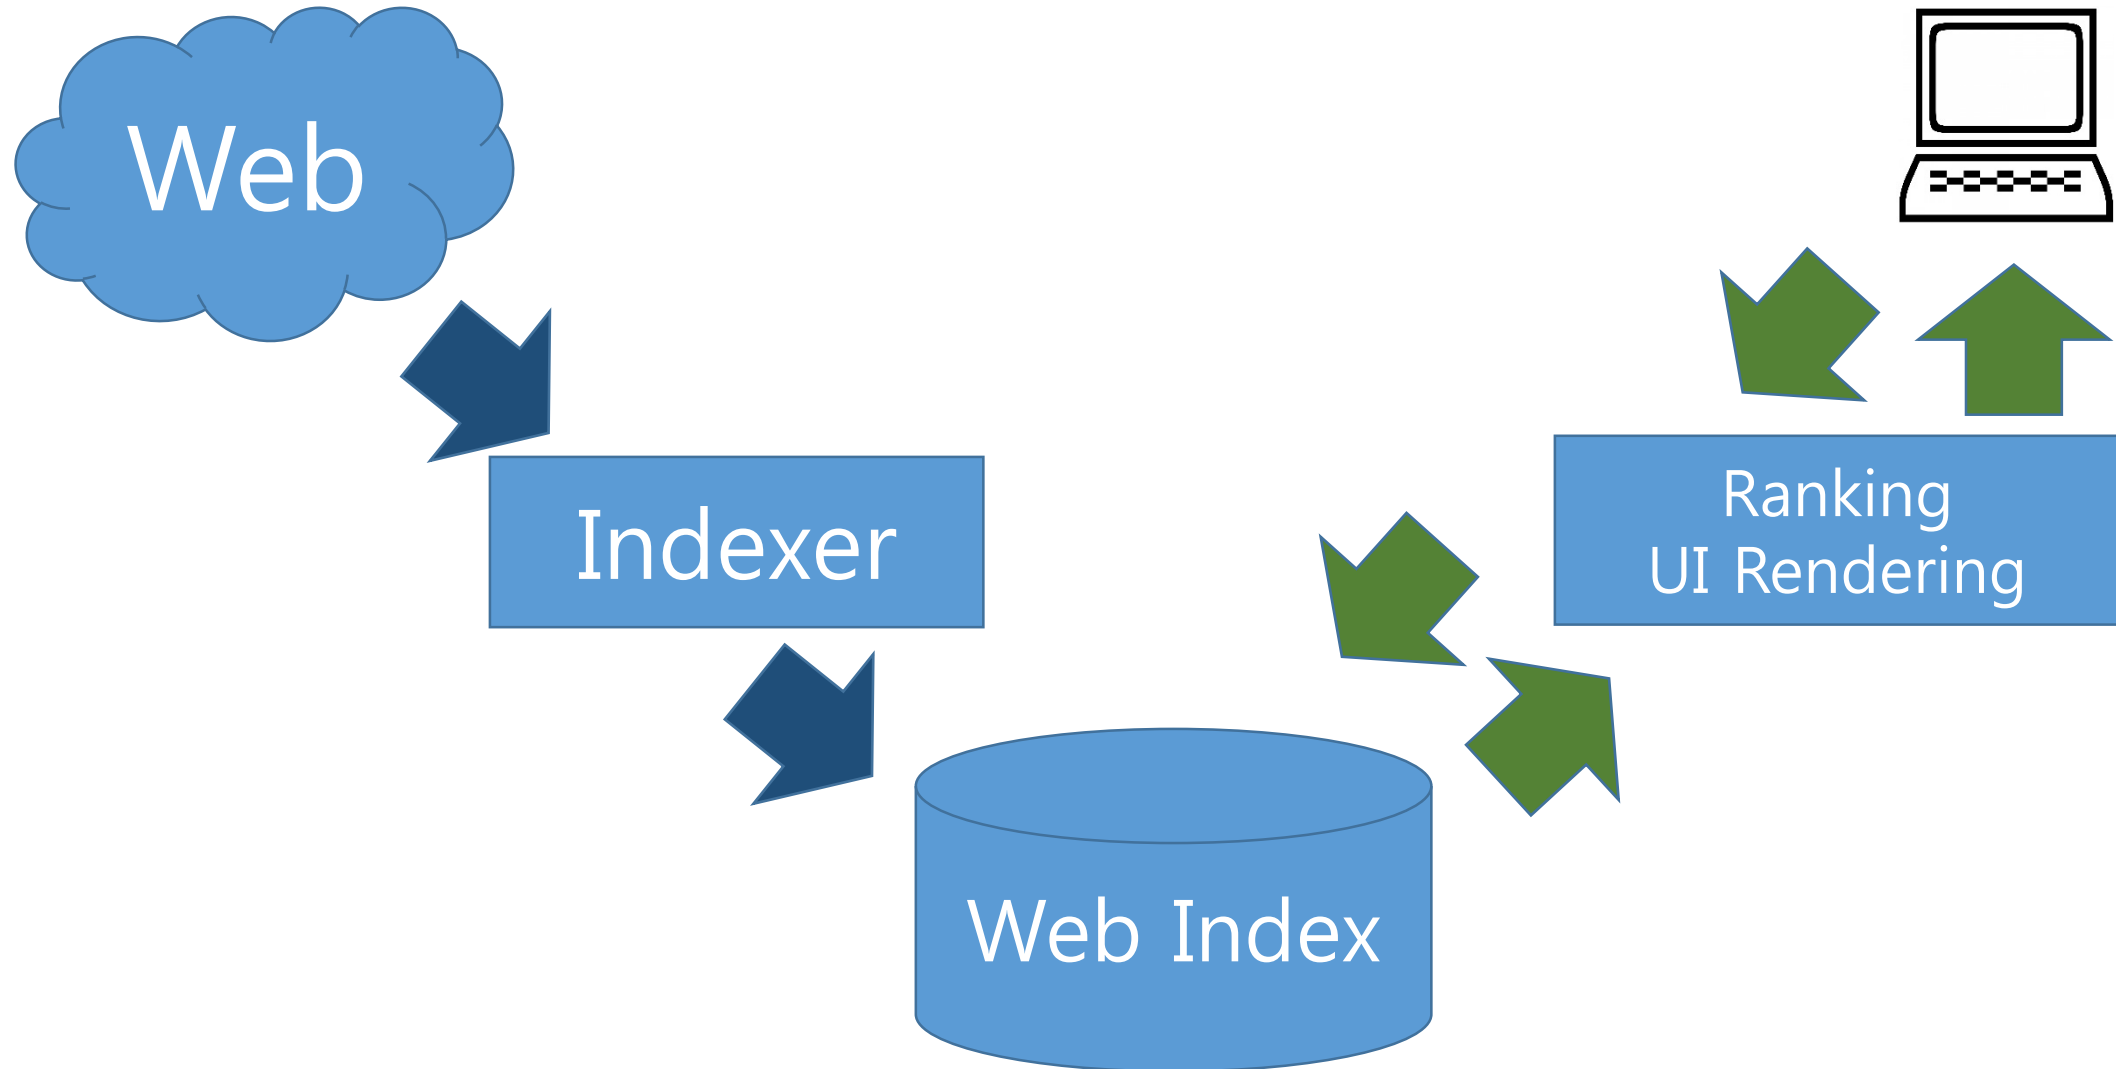 Web
Indexer
Ranking
UI Rendering
Web Index